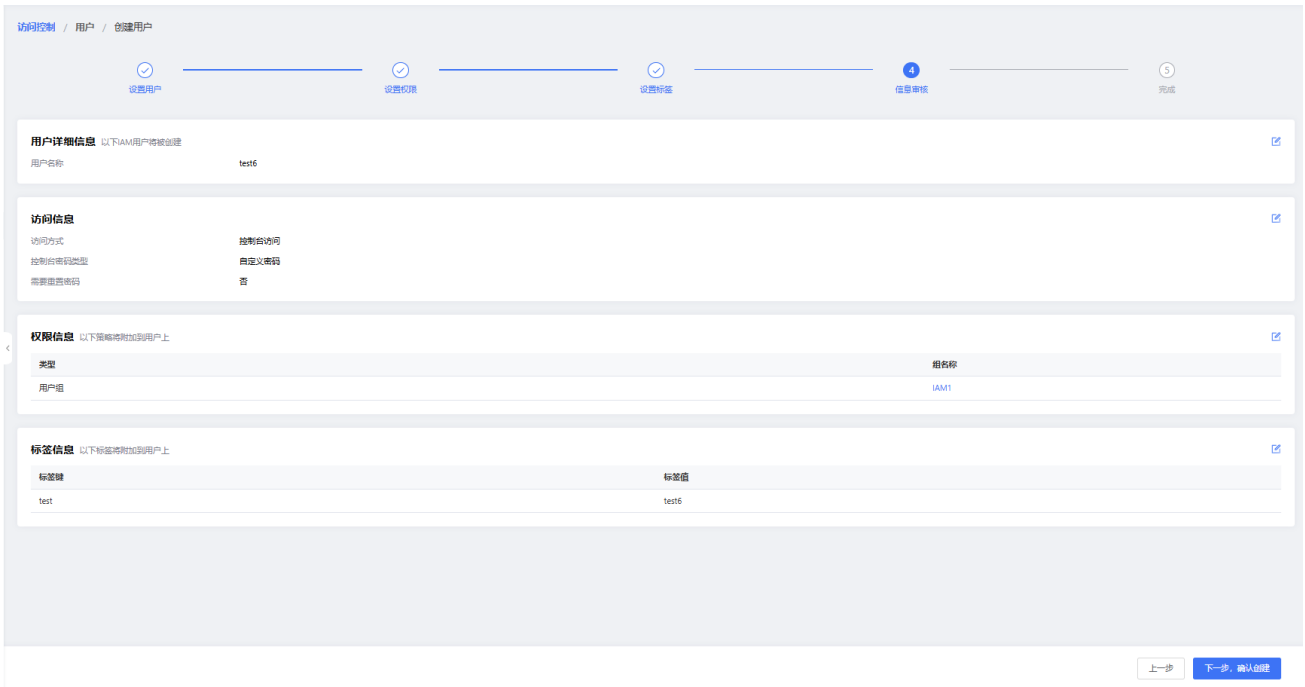 访问控制 / 用户 / 创建用户
4 5
设置用户 设置权限 设置标签 信息审核 完成
用户详细信息 以下IAM用户将被创建
用户名称 test6
访问信息
访问方式 控制台访问
控制台密码类型 自定义密码
需要重置密码 否
权限信息 以下策略将附加到用户上
类型 组名称
用户组 IAM1
标签信息 以下标签将附加到用户上
标签键 标签值
test test6
上一步 下一步，确认创建